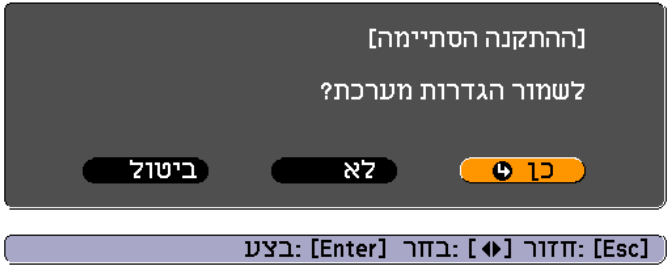 [ההתקנה הסתיימה]
לשמור הגדרות מערכת?
כן לא ביטול
[Esc] :חזור [◆] :בחר [Enter] :בצע